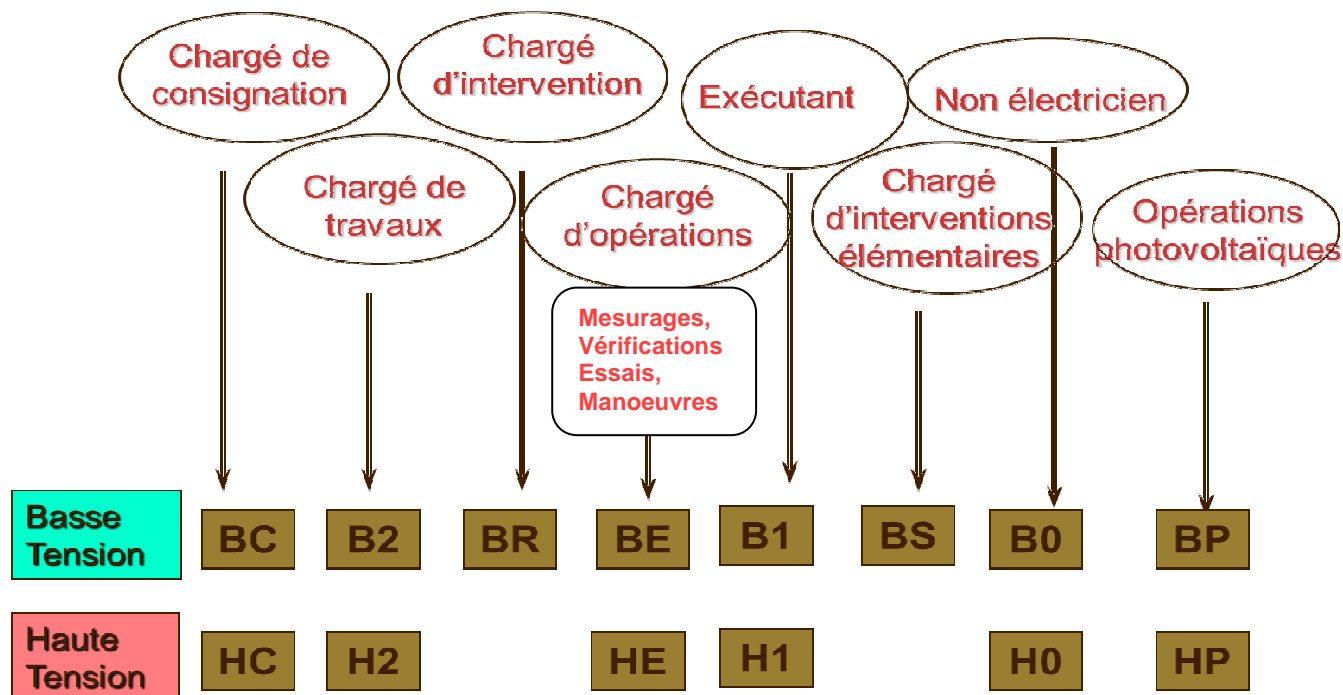 Chargé de
consignation
Chargé
d'intervention
Exécutant
Non électricien
Chargé de
travaux
Chargé
d'opérations
Chargé
d'interventions
élémentaires
Opérations
photovoltaïques
Mesurages,
Vérifications
Essais,
Manoeuvres
Basse
Tension
BC B2 BR BE B1 BS B0 BP
Haute
Tension
HC H2 HE H1 H0 HP